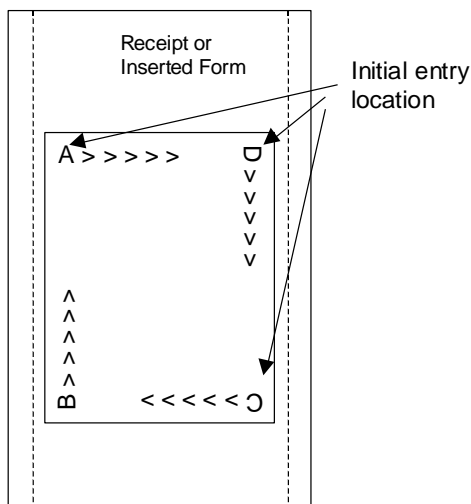 Receipt or
Inserted Form
Initial entry
location
A > > > > >
D > > > > >
B > > > > >
C > > > > >